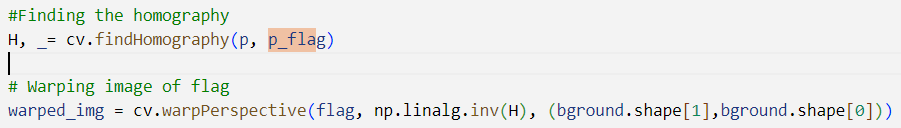 #Finding the homography
H, _= cv.findHomography(p, p_flag)
# Warping image of flag
warped_img = cv.warpPerspective(flag, np.linalg.inv(H), (bground.shape[1],bground.shape[0]))